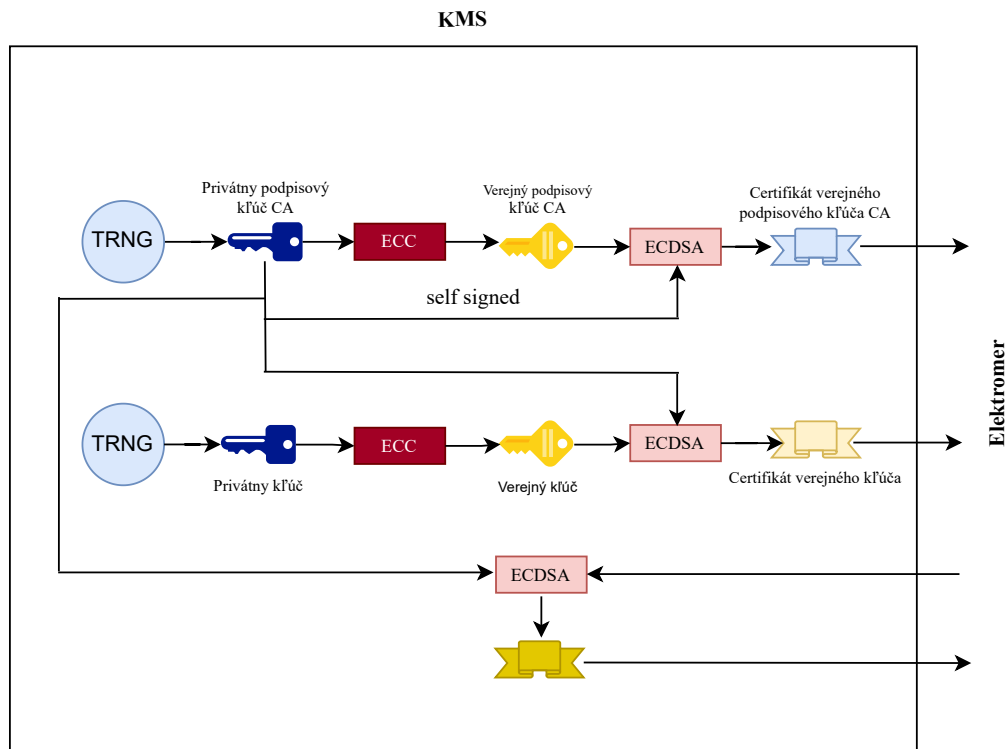 KMS
Privátny podpisový
kľúč CA
Verejný podpisový
kľúč CA
Certifikát verejného
podpisového kľúča CA
TRNG
ECC
ECDSA
self signed
Elektromer
TRNG
ECC
ECDSA
Privátny kľúč
Verejný kľúč
Certifikát verejného kľúča
ECDSA